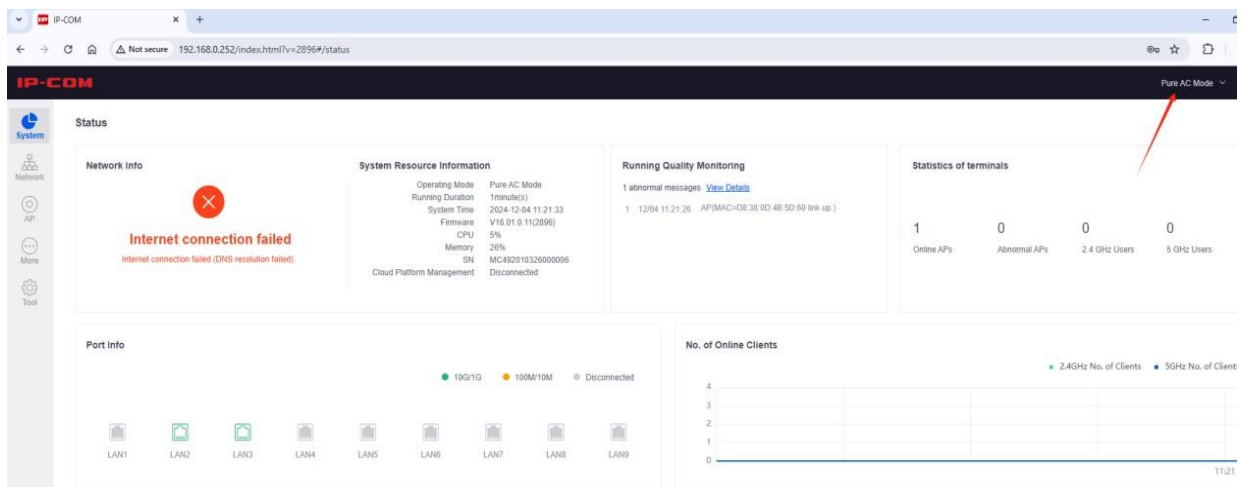 IP-COM
Not secure 192.168.0.252/index.html?v=2896#/status
IP-COM
Pure AC Mode
System
Network
AP
More
Tool
Status
Network Info
Internet connection failed
Internet connection failed (DNS resolution failed).
System Resource Information
Operating Mode Pure AC Mode
Running Duration 1minute(s)
System Time 2024-12-04 11:21:33
Firmware V16.01.0.11(2896)
CPU 5%
Memory 26%
SN MC492010326000006
Cloud Platform Management Disconnected
Running Quality Monitoring
1 abnormal messages View Details
1 12/04 11:21:26 AP(MAC=D8:38:0D:4B:5D:60 link up.)
Statistics of terminals
1 0 0 0
Online APs Abnormal APs 2.4 GHz Users 5 GHz Users
Port Info
10G/1G 100M/10M Disconnected
LAN1 LAN2 LAN3 LAN4 LAN5 LAN6 LAN7 LAN8 LAN9
No. of Online Clients
2.4GHz No. of Clients 5GHz No. of Client
4
3
2
1
0
11:21